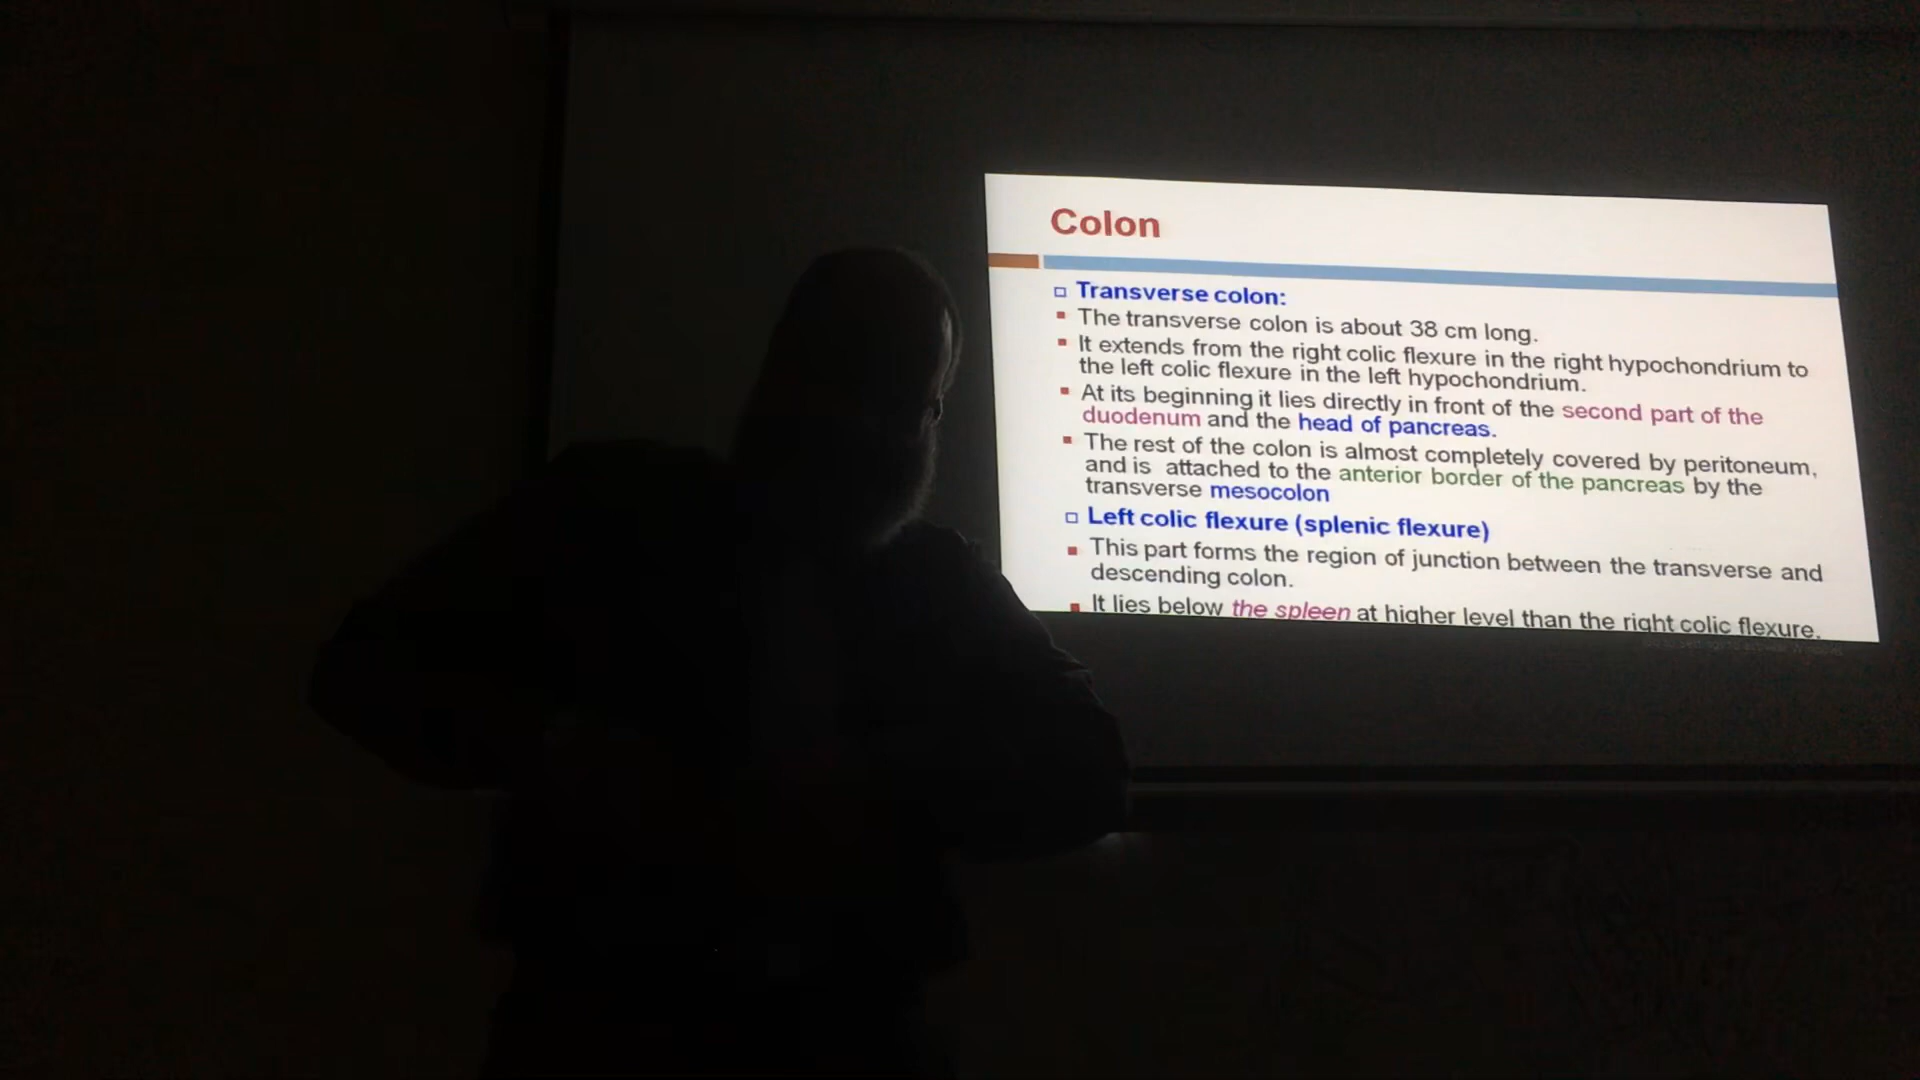 Colon
Transverse colon:
The transverse colon is about 38 cm long.
It extends from the right colic flexure in the right hypochondrium to
the left colic flexure in the left hypochondrium.
At its beginning it lies directly in front of the second part of the
duodenum and the head of pancreas.
The rest of the colon is almost completely covered by peritoneum,
and is attached to the anterior border of the pancreas by the
transverse mesocolon
Left colic flexure (splenic flexure)
This part forms the region of junction between the transverse and
descending colon.
It lies below the spleen at higher level than the right colic flexure.